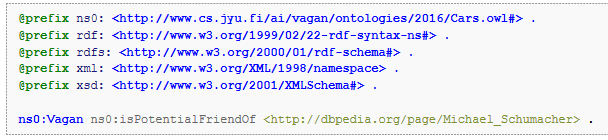 @prefix ns0: <http://www.cs.jyu.fi/ai/vagan/ontologies/2016/Cars.owl#> .
@prefix rdf: <http://www.w3.org/1999/02/22-rdf-syntax-ns#> .
@prefix rdfs: <http://www.w3.org/2000/01/rdf-schema#> .
@prefix xml: <http://www.w3.org/XML/1998/namespace> .
@prefix xsd: <http://www.w3.org/2001/XMLSchema#> .
ns0:Vagan ns0:isPotentialFriendOf <http://dbpedia.org/page/Michael_Schumacher> .